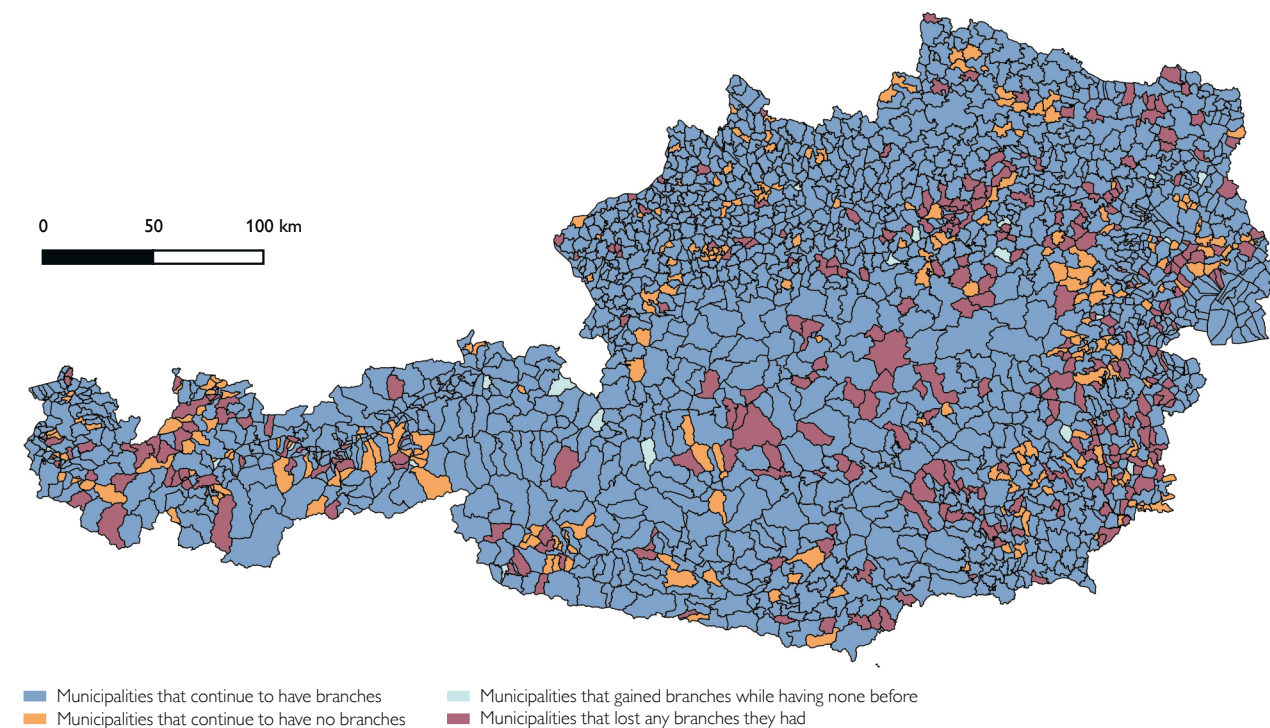 0 50 100 km
Municipalities that continue to have branches
Municipalities that gained branches while having none before
Municipalities that continue to have no branches
Municipalities that lost any branches they had